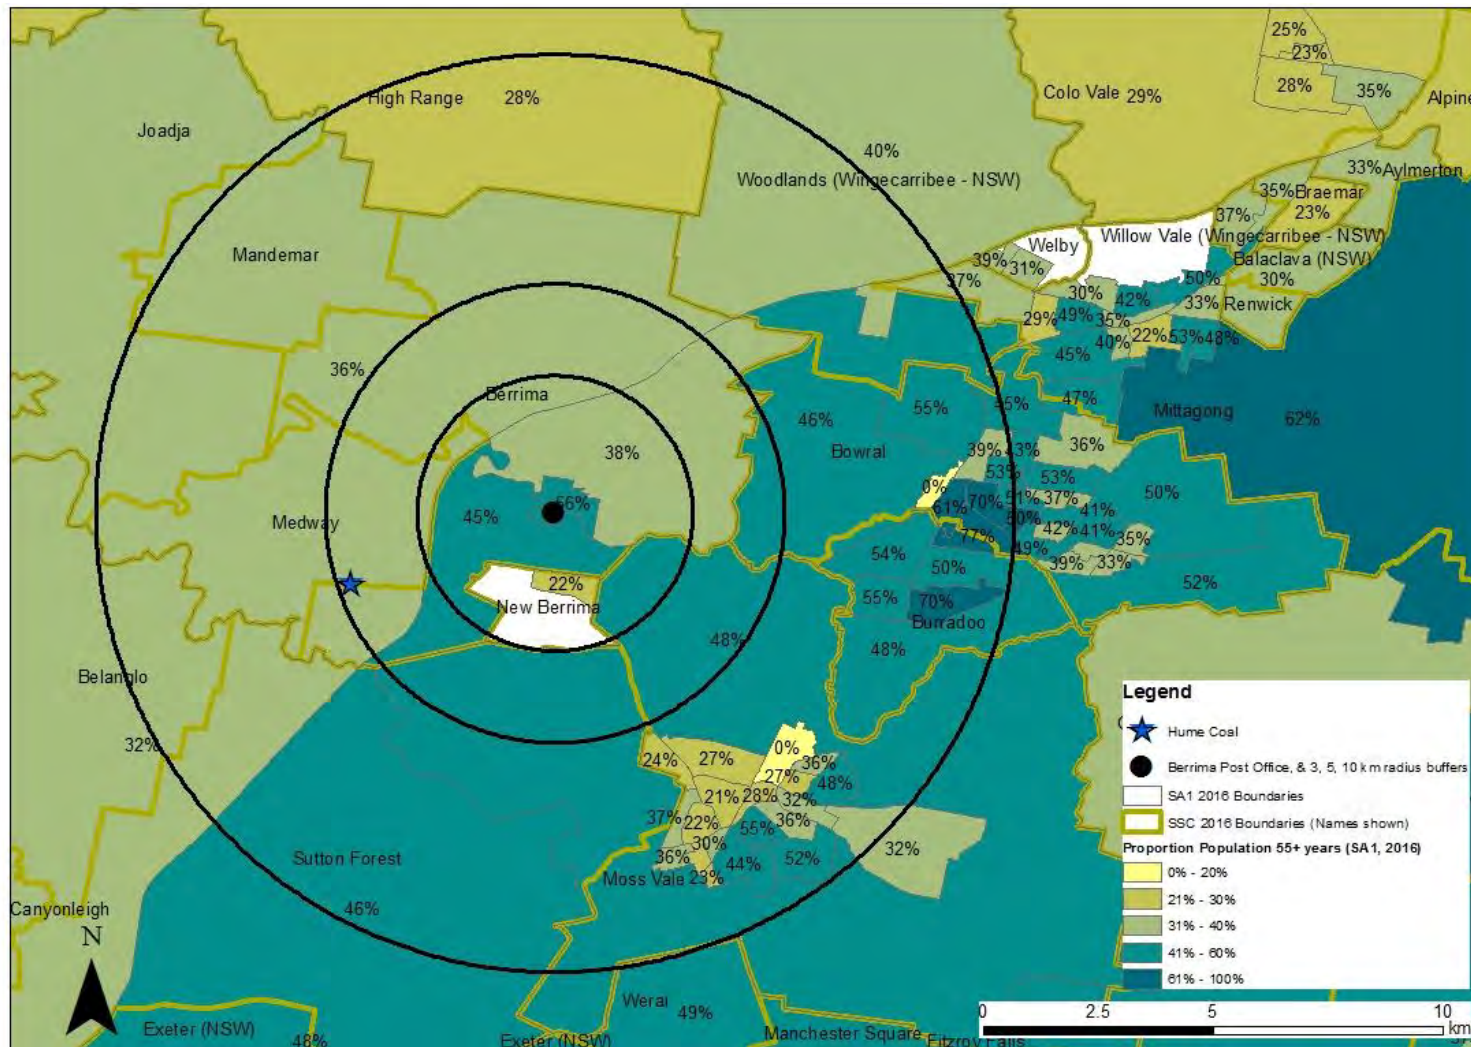 25%
23%
High Range 28%
28%
Colo Vale 29%
35%
Alpine
Joadja
40%
33% Aylmerton
Woodlands (Wingecarribee - NSW)
35% Braemar
37% 23%
Welby Willow Vale (Wingecarribee - NSW)
Mandemar
39% 31%
Balaclava (NSW)
37% 50% 30%
30% 42%
33% Renwick
29% 49% 35%
22% 53% 48%
40%
45%
36%
Berrima
47%
55% 45%
46% Mittagong 62%
Bowral
39% 43% 36%
38%
53% 53%
0%
61% 70% 51% 37% 50%
56%
45% 41%
Medway
42% 41%
77% 35%
54% 49%
39% 33%
50%
22% 52%
New Berrima
55% 70%
Burradoo
48% 48%
Belanglo
32%
0%
24% 27% 36%
27% 48%
21% 28% 32%
37% 22% 55% 36%
30% 32%
36% 44% 52%
Sutton Forest
Moss Vale 23%
Canyonleigh 46%
N
Werai
49%
Exeter (NSW)
48%
Exeter (NSW)
Manchester Square
Fitzroy Falls
Legend
Hume Coal
Berrima Post Office, & 3, 5, 10 km radius buffers
SA1 2016 Boundaries
SSC 2016 Boundaries (Names shown)
Proportion Population 55+ years (SA1, 2016)
0% - 20%
21% - 30%
31% - 40%
41% - 60%
61% - 100%
0 2.5 5 10
km